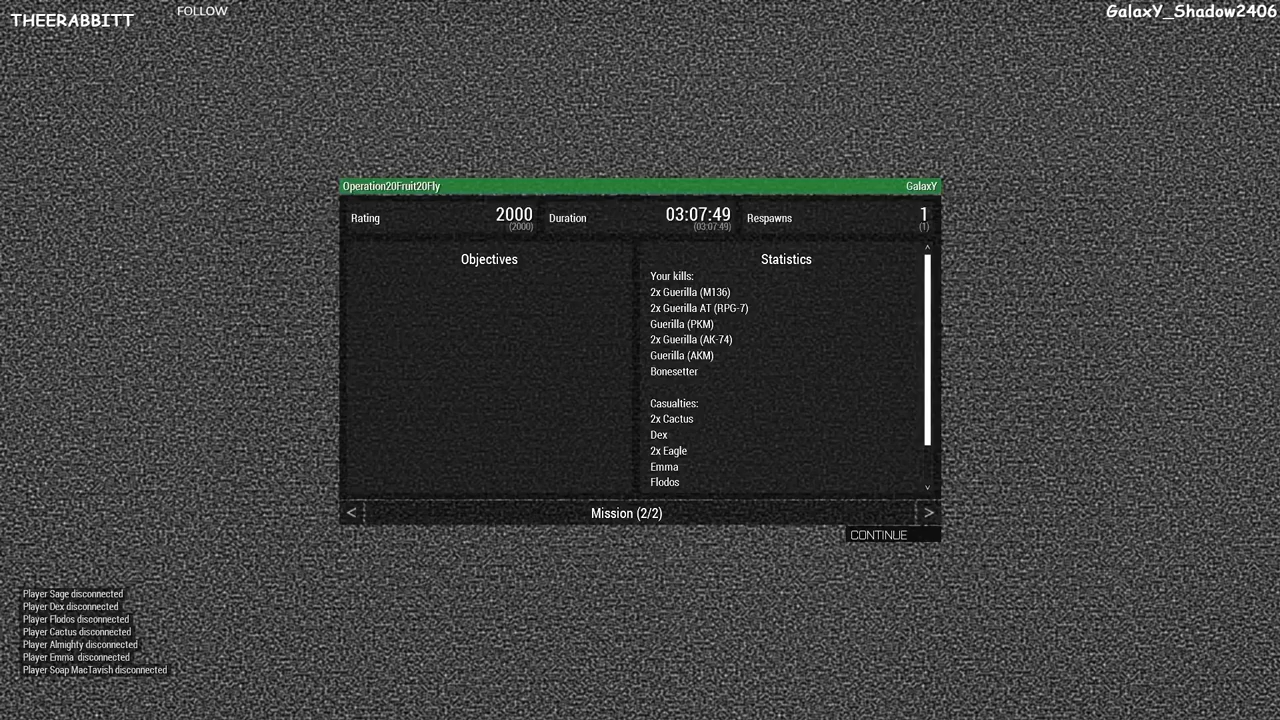 THEERABBITT
FOLLOW
GalaxY_Shadow2406
Operation20Fruit20Fly
GalaxY
Rating
2000
(2000)
Duration
03:07:49
(03:07:49)
Respawns
1
(1)
Objectives
Statistics
Your kills:
2x Guerilla (M136)
2x Guerilla AT (RPG-7)
Guerilla (PKM)
2x Guerilla (AK-74)
Guerilla (AKM)
Bonesetter
Casualties:
2x Cactus
Dex
2x Eagle
Emma
Flodos
< Mission (2/2) >
CONTINUE
Player Sage disconnected
Player Dex disconnected
Player Flodos disconnected
Player Cactus disconnected
Player Almighty disconnected
Player Emma disconnected
Player Soap MacTavish disconnected